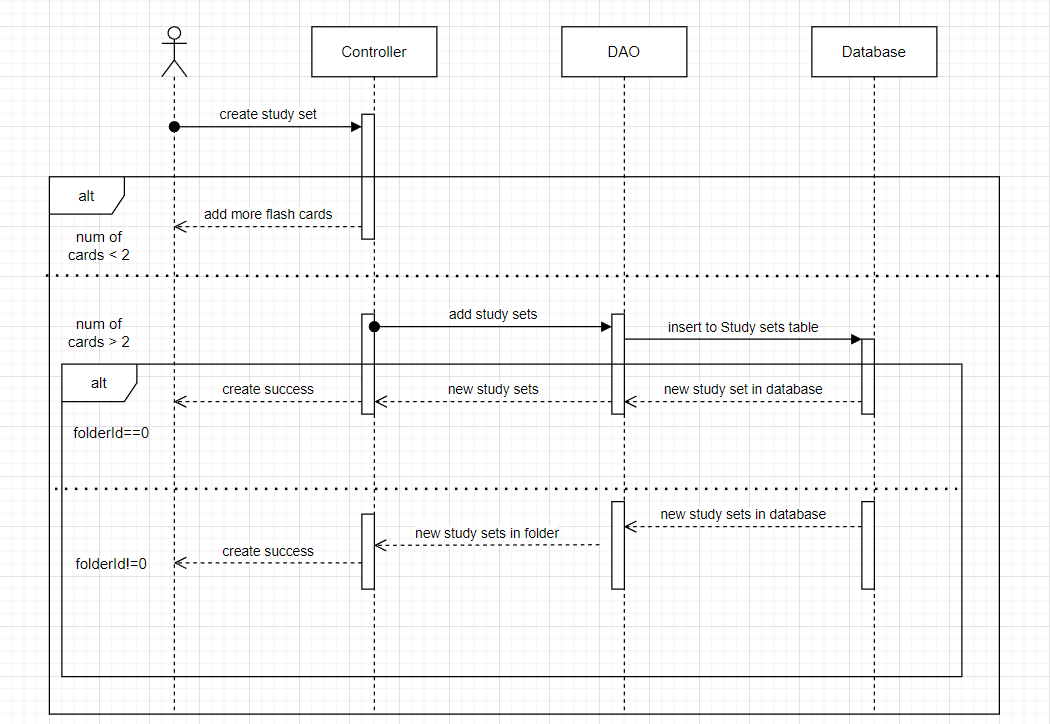 Controller
DAO
Database
create study set
alt
add more flash cards
num of
cards < 2
add study sets
num of
cards > 2
insert to Study sets table
alt
create success
new study sets
new study set in database
folderId==0
new study sets in database
new study sets in folder
create success
folderId!=0